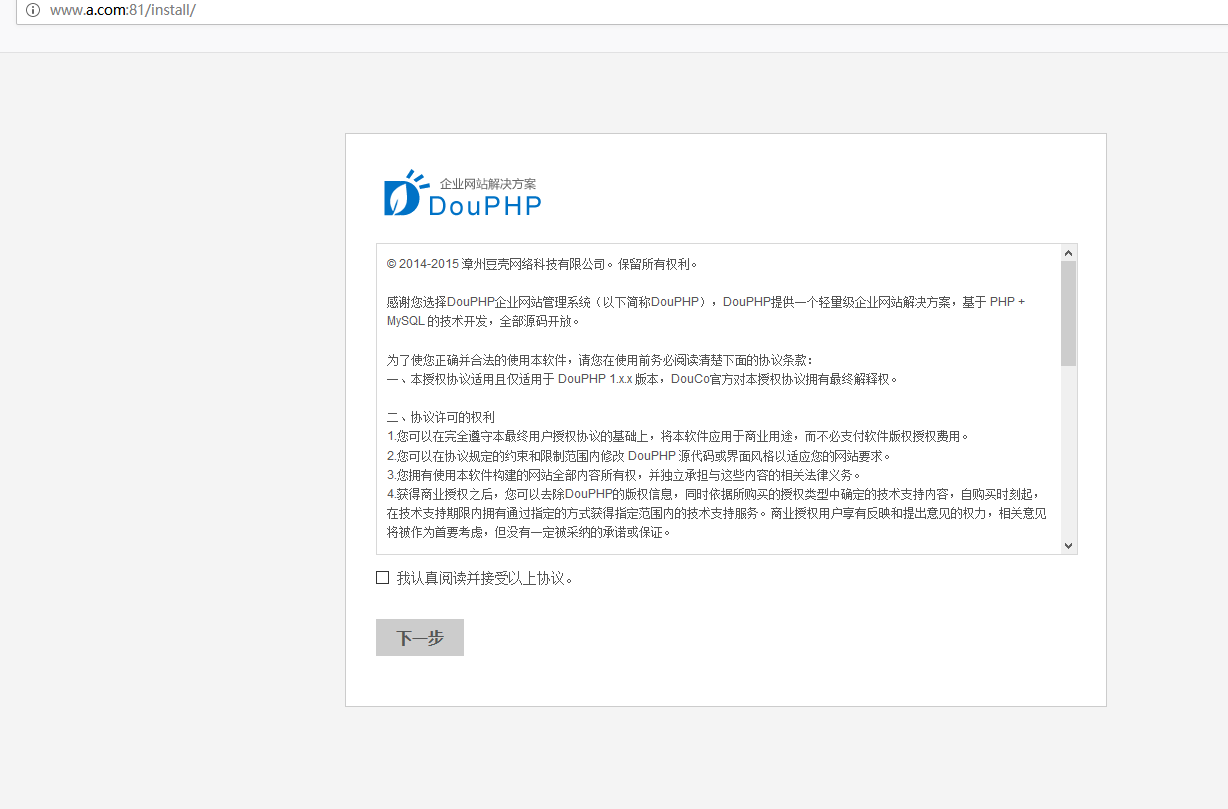 www.a.com:81/install/
企业网站解决方案
DouPHP
© 2014-2015 漳州豆壳网络科技有限公司。保留所有权利。
感谢您选择DouPHP企业网站管理系统（以下简称DouPHP），DouPHP提供一个轻量级企业网站解决方案，基于 PHP +
MySQL 的技术开发，全部源码开放。
为了使您正确并合法的使用本软件，请您在使用前务必阅读清楚下面的协议条款：
一、本授权协议适用且仅适用于 DouPHP 1.x.x 版本，DouCo官方对本授权协议拥有最终解释权。
二、协议许可的权利
1.您可以在完全遵守本最终用户授权协议的基础上，将本软件应用于商业用途，而不必支付软件版权授权费用。
2.您可以在协议规定的约束和限制范围内修改 DouPHP 源代码或界面风格以适应您的网站要求。
3.您拥有使用本软件构建的网站全部内容所有权，并独立承担与这些内容的相关法律义务。
4.获得商业授权之后，您可以去除DouPHP的版权信息，同时依据所购买的授权类型中确定的技术支持内容，自购买时刻起，
在技术支持期限内拥有通过指定的方式获得指定范围内的技术支持服务。商业授权用户享有反映和提出意见的权力，相关意见
将被作为首要考虑，但没有一定被采纳的承诺或保证。
我认真阅读并接受以上协议。
下一步